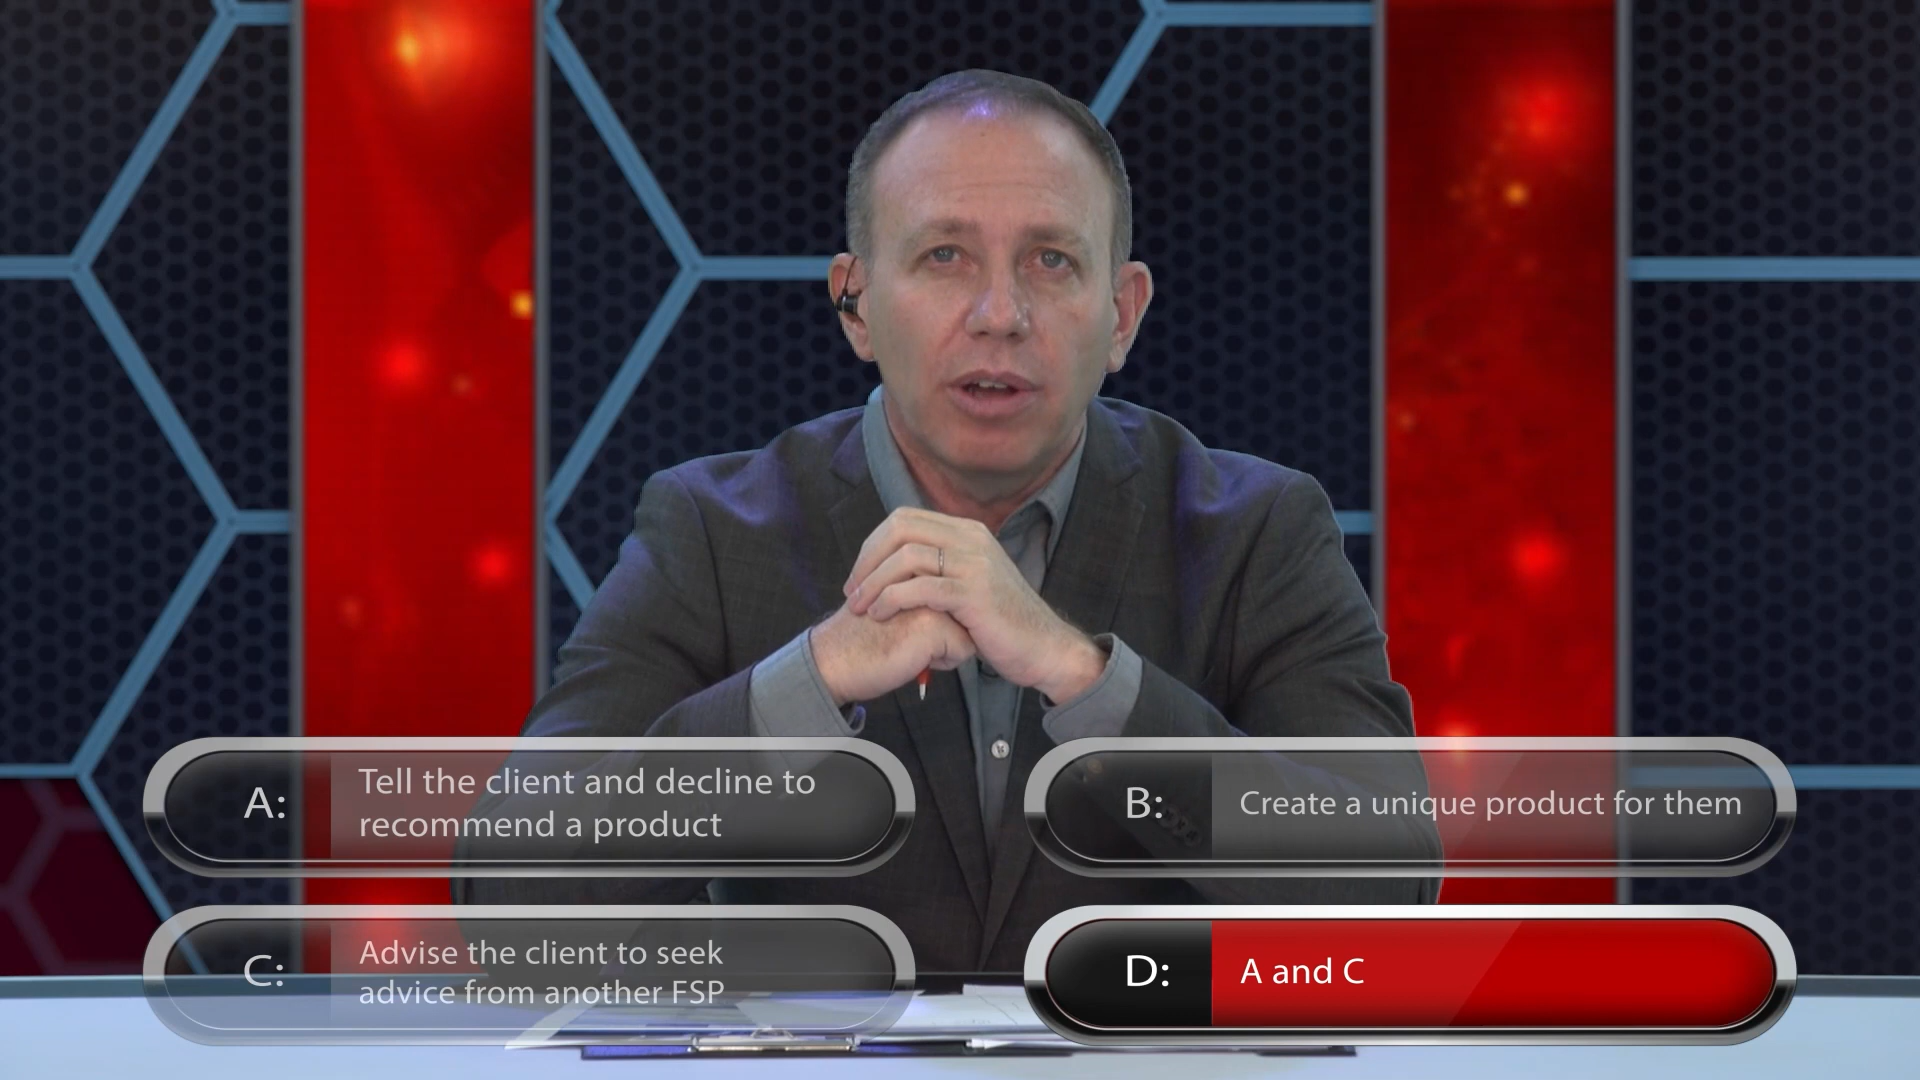 A:
Tell the client and decline to
recommend a product
B:
Create a unique product for them
C:
Advise the client to seek
advice from another FSP
D:
A and C